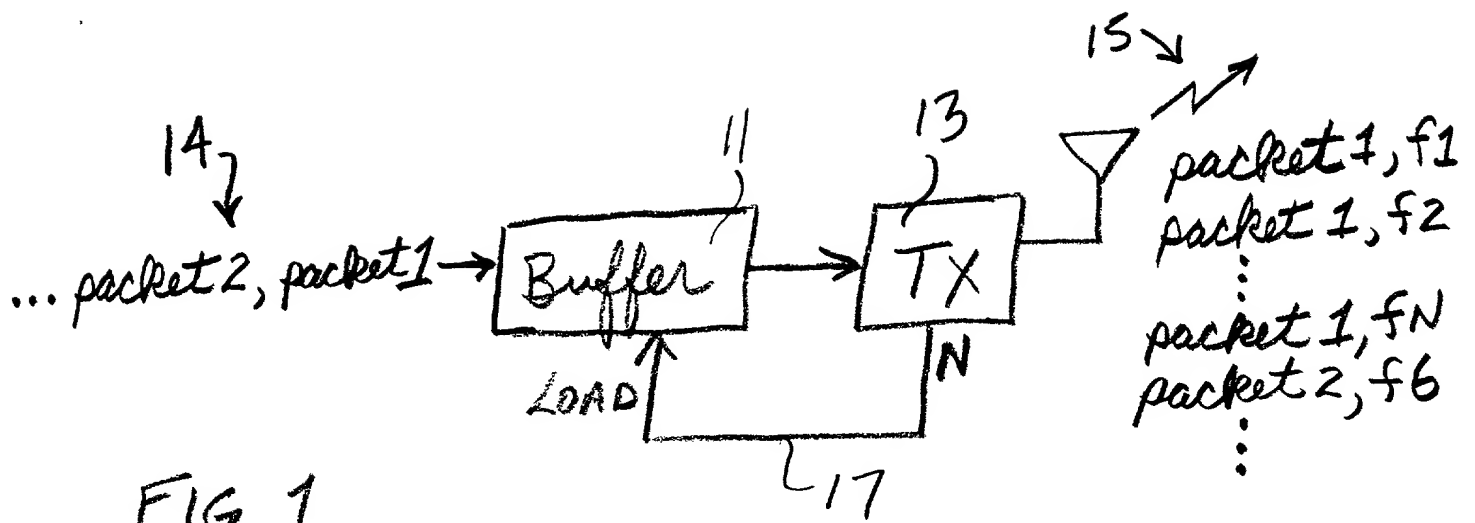 15
14
11
13
packet 1, f1
packet 1, f2
... packet 2, packet 1
Buffer
TX
packet 1, fN
packet 2, f6
LOAD
N
17
FIG 1